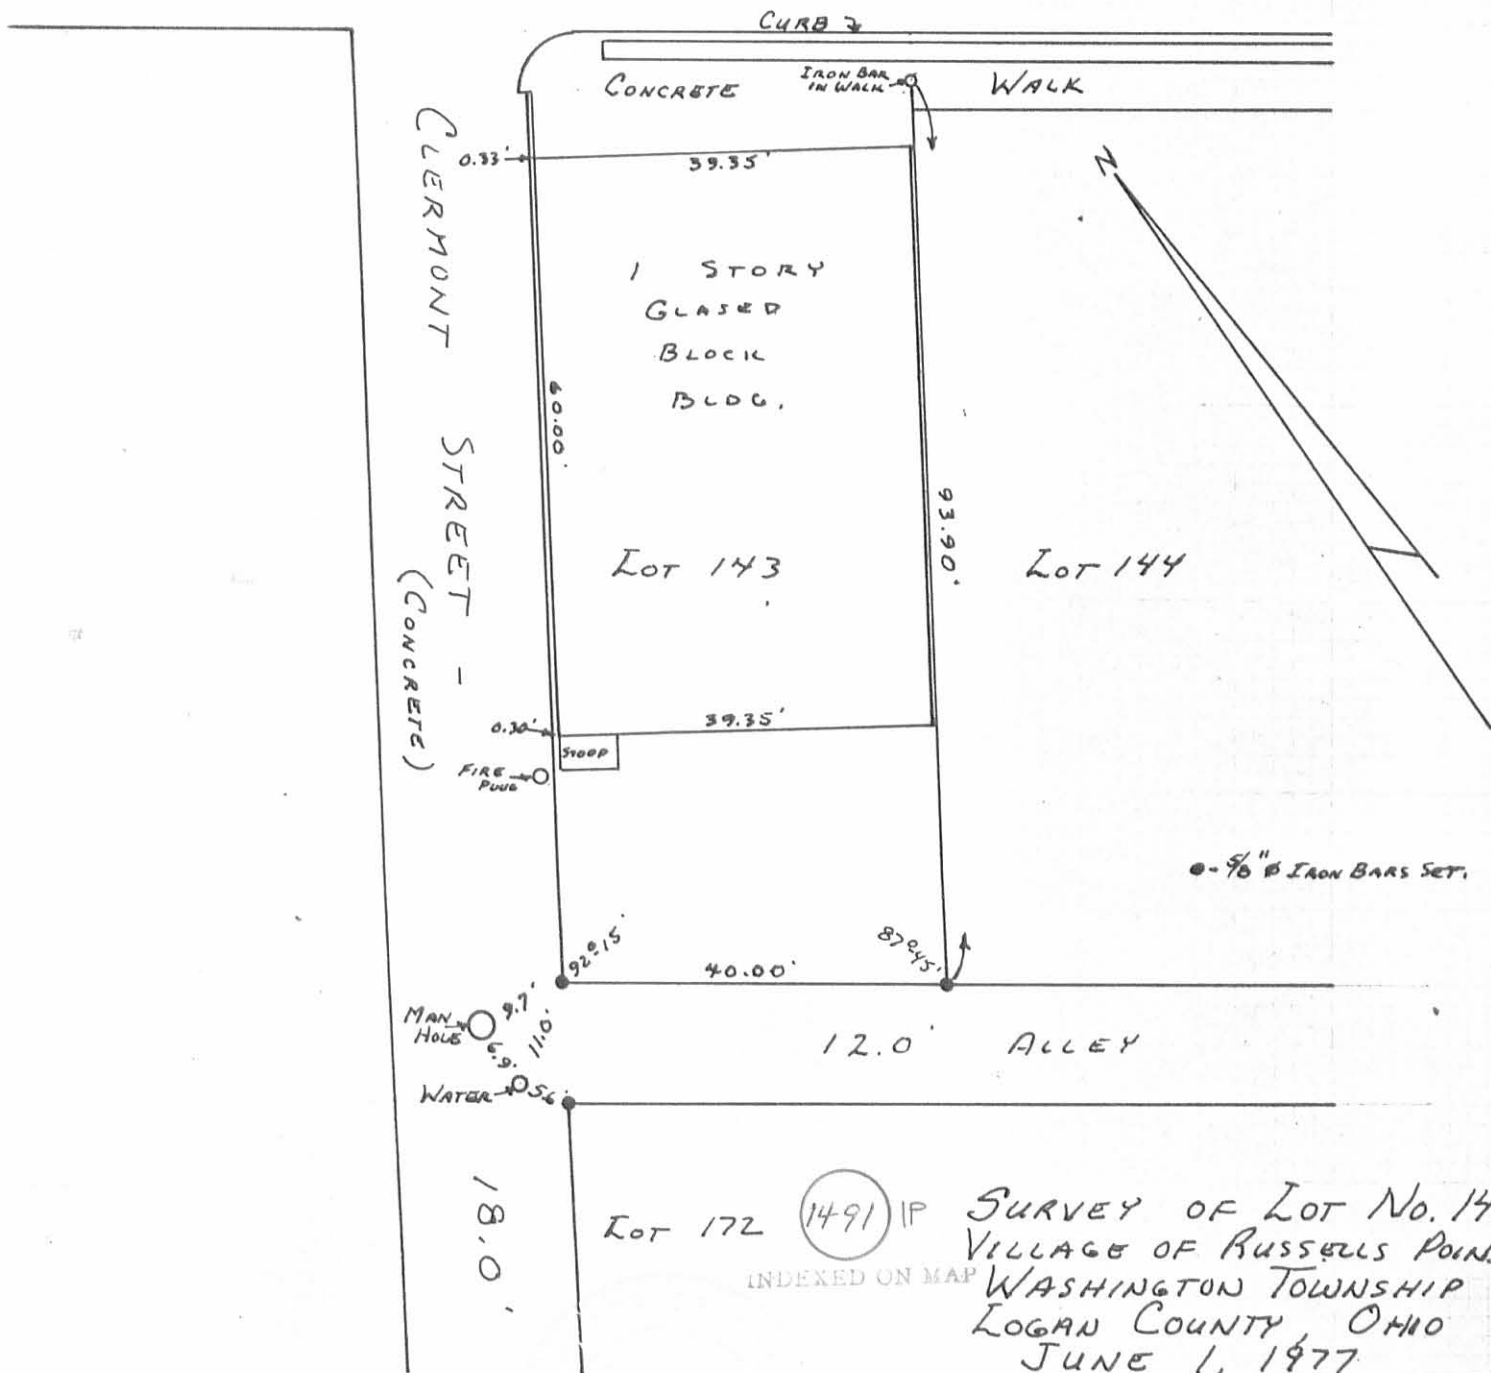 CURB
CONCRETE
IRON BAR
IN WALK
WALK
N
CLERMONT STREET -
(CONCRETE)
0.33'
39.35'
1 STORY
GLASED
BLOCK
BLDG.
60.00'
93.90'
LOT 143
LOT 144
0.30'
39.35'
STOOP
FIRE
PLUG
5/8" Ø IRON BARS SET.
92°15'
87°45'
40.00'
MAN
HOLE
9.7'
11.0'
6.9'
WATER
5.6'
12.0' ALLEY
18.0'
LOT 172
1491 IP
INDEXED ON MAP
SURVEY OF LOT NO. 14
VILLAGE OF RUSSELLS POIN
WASHINGTON TOWNSHIP
LOGAN COUNTY, OHIO
JUNE 1, 1977